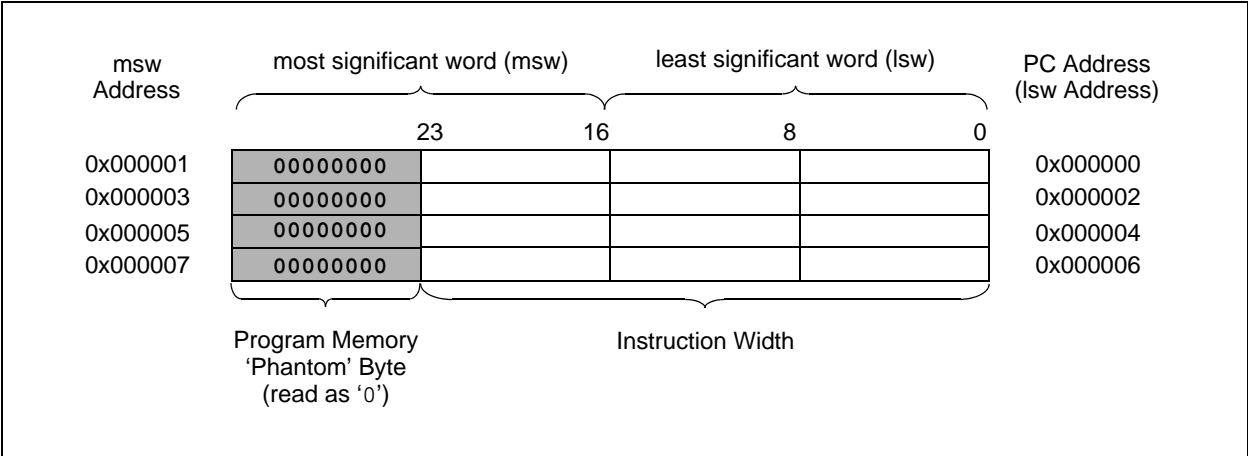 msw
Address
most significant word (msw)
least significant word (lsw)
PC Address
(lsw Address)
23 16 8 0
0x000001 00000000 0x000000
0x000003 00000000 0x000002
0x000005 00000000 0x000004
0x000007 00000000 0x000006
Program Memory
‘Phantom’ Byte
(read as ‘0’)
Instruction Width